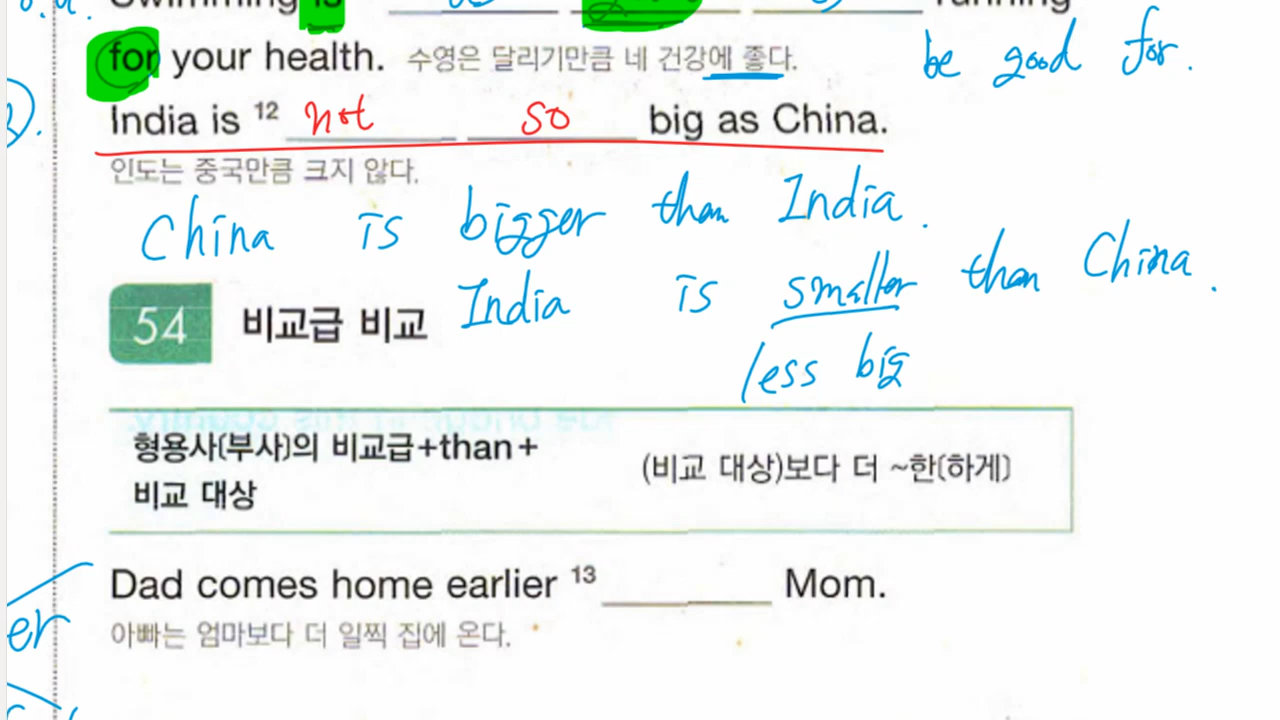 Swimming is running
for your health. 수영은 달리기만큼 네 건강에 좋다. be good for.
India is 12 not so big as China.
인도는 중국만큼 크지 않다.
China is bigger than India.
India is smaller than China.
54 비교급 비교
less big
형용사(부사)의 비교급+than+
비교 대상
(비교 대상)보다 더 ~한(하게)
Dad comes home earlier 13 Mom.
아빠는 엄마보다 더 일찍 집에 온다.
er